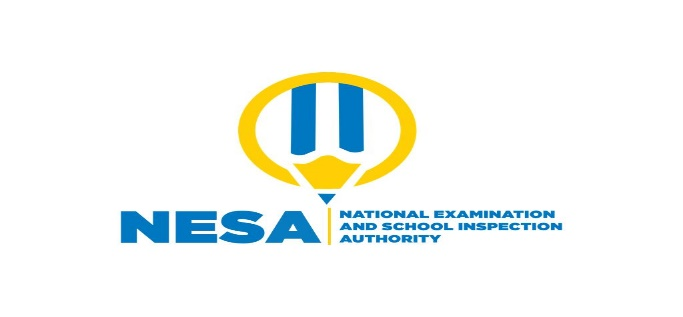 NESA
NATIONAL EXAMINATION
AND SCHOOL INSPECTION
AUTHORITY